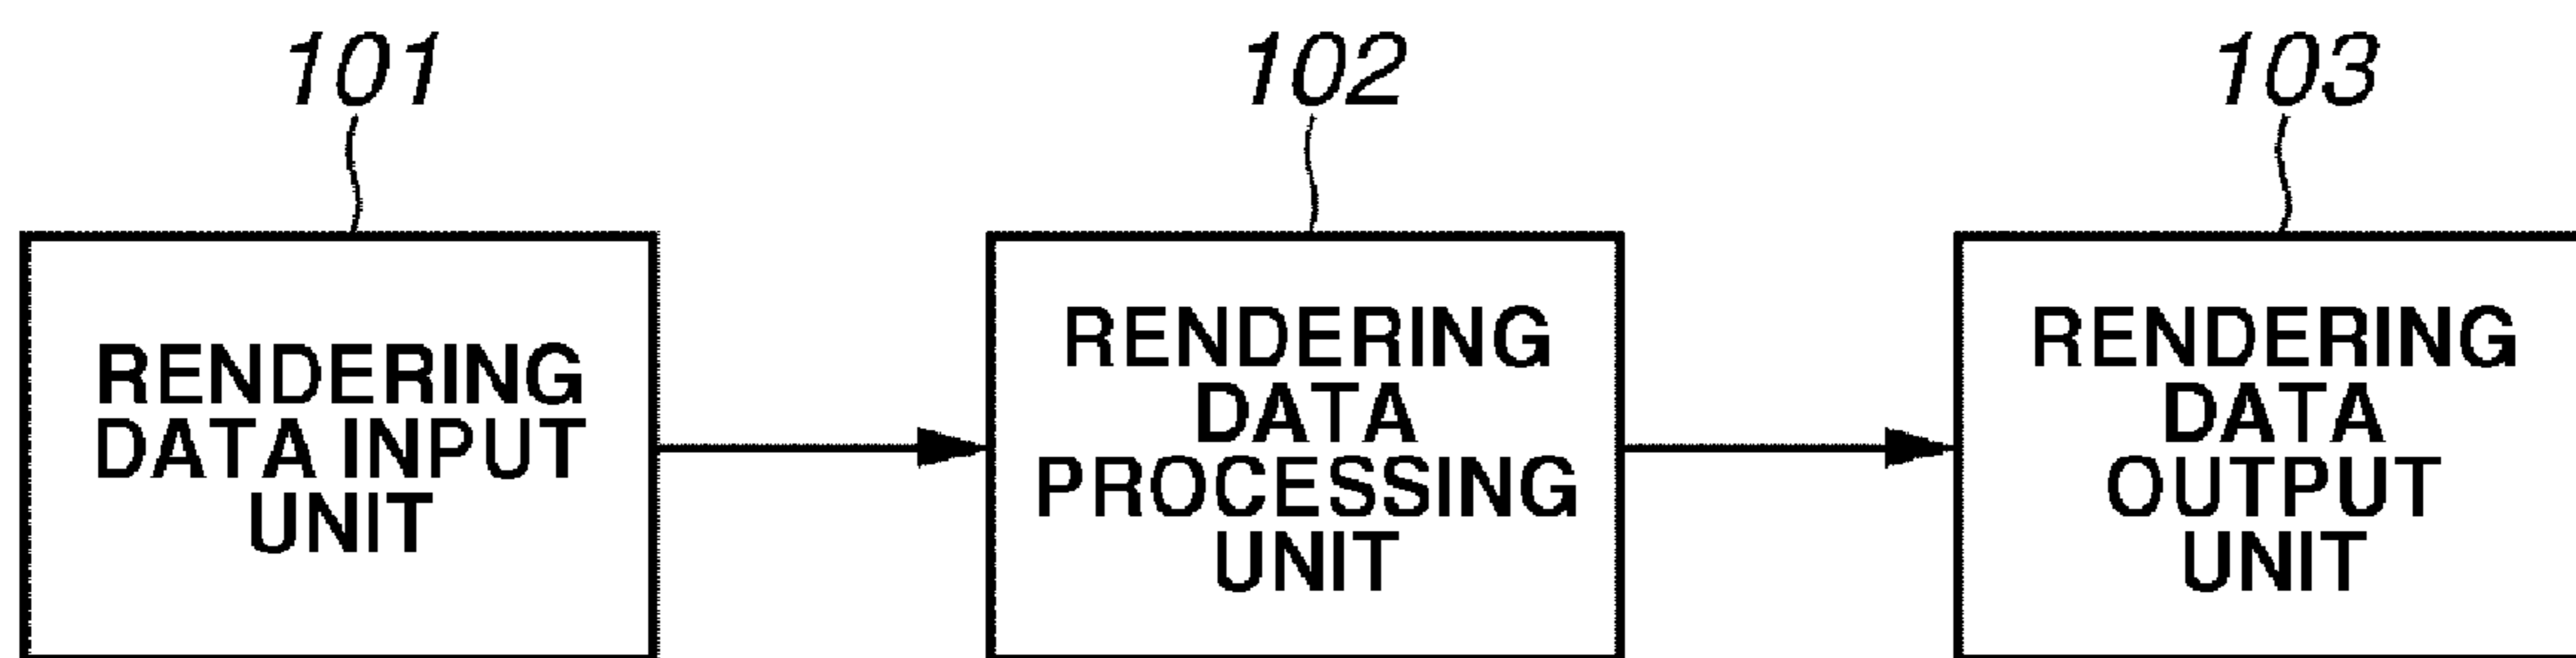 101
102
103
RENDERING
DATA INPUT
UNIT
RENDERING
DATA
PROCESSING
UNIT
RENDERING
DATA
OUTPUT
UNIT